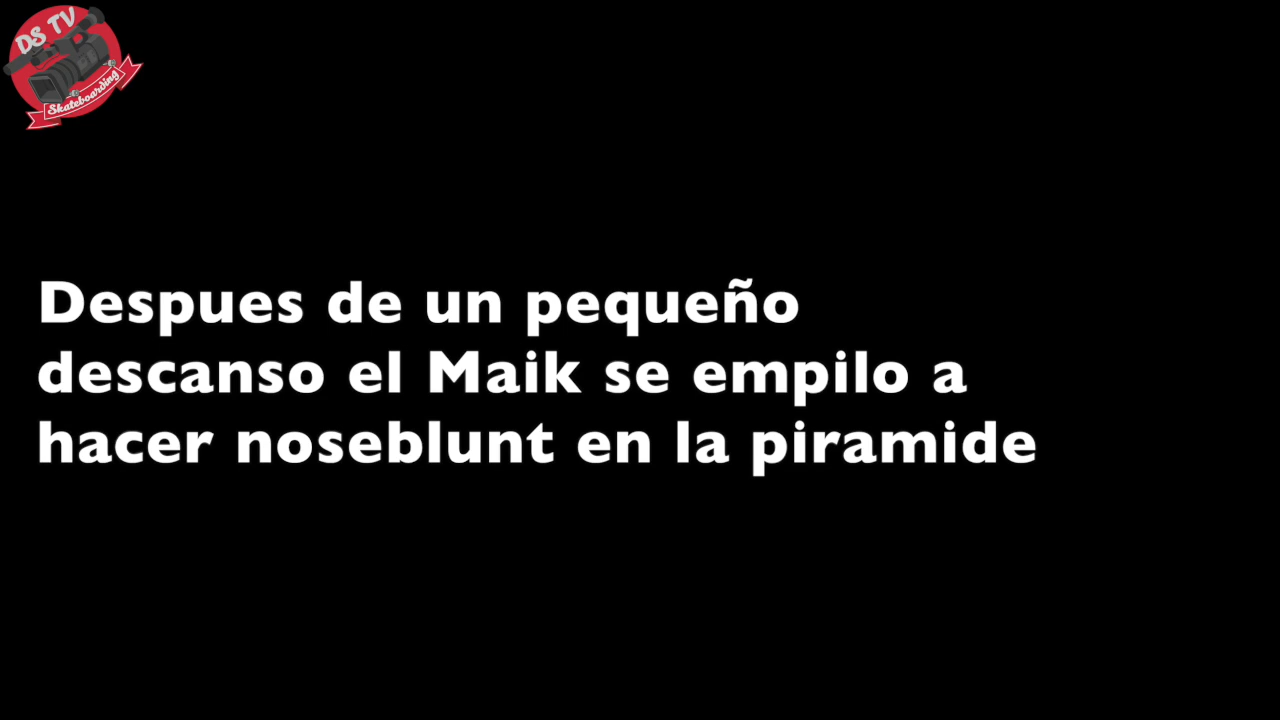 DS TV
Skateboarding
Despues de un pequeño
descanso el Maik se empilo a
hacer noseblunt en la piramide